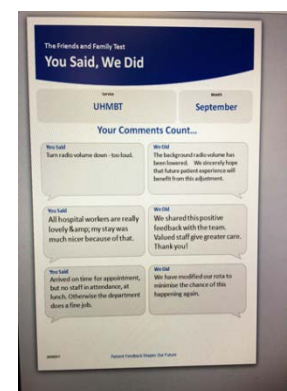 The Friends and Family Test
You Said, We Did
Service
UHMBT
Month
September
Your Comments Count...
You Said
Turn radio volume down - too loud.
We Did
The background radio volume has
been lowered. We sincerely hope
that future patient experience will
benefit from this adjustment.
You Said
All hospital workers are really
lovely &amp; my stay was
much nicer because of that.
We Did
We shared this positive
feedback with the team.
Valued staff give greater care.
Thank you!
You Said
Arrived on time for appointment,
but no staff in attendance, at
lunch. Otherwise the department
does a fine job.
We Did
We have modified our rota to
minimise the chance of this
happening again.
Patient Feedback Shapes Our Future